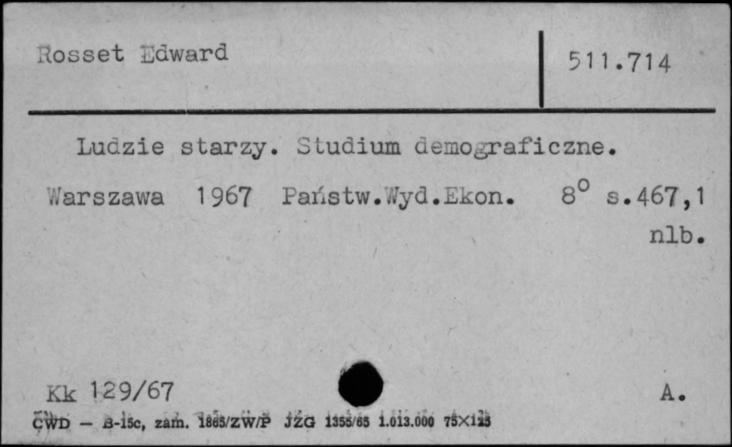 Rosset Edward
511.714
Ludzie starzy. Studium demograficzne.
Warszawa 1967 Państw.Wyd.Ekon. 8° s.467,1
nlb.
Kk 129/67
A.
CWD — B-15c, zam. 1865/ZW/P JZG 1355/65 1.013.000 75×125